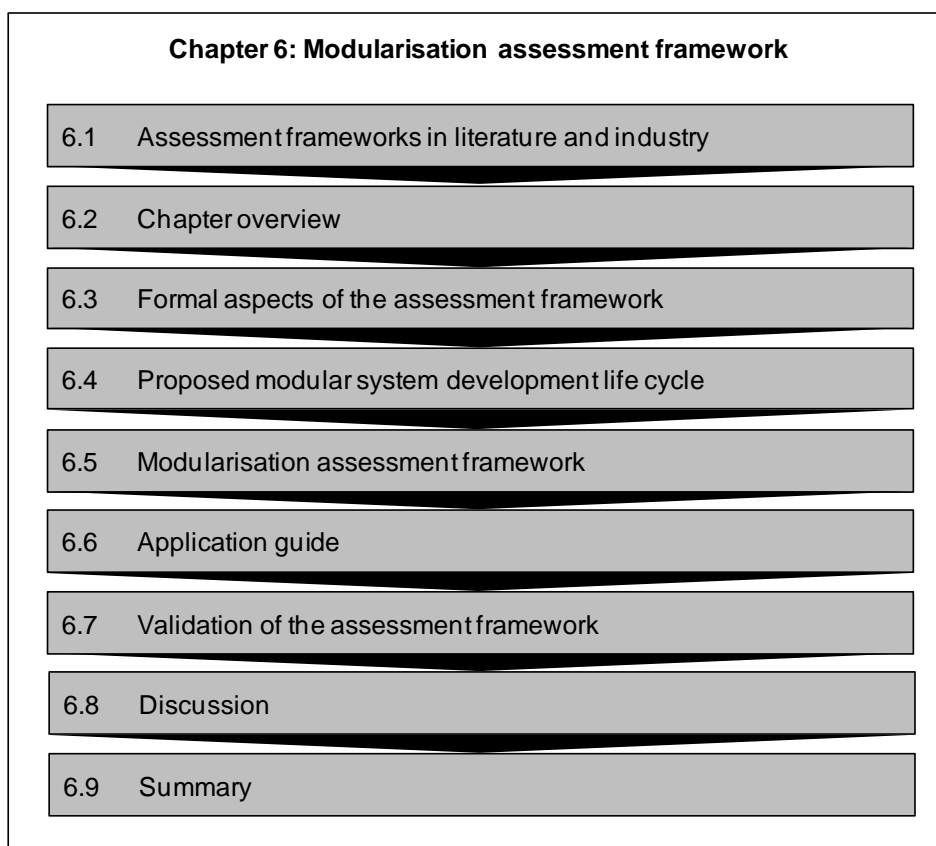 Chapter 6: Modularisation assessment framework
6.1 Assessment frameworks in literature and industry
6.2 Chapter overview
6.3 Formal aspects of the assessment framework
6.4 Proposed modular system development life cycle
6.5 Modularisation assessment framework
6.6 Application guide
6.7 Validation of the assessment framework
6.8 Discussion
6.9 Summary